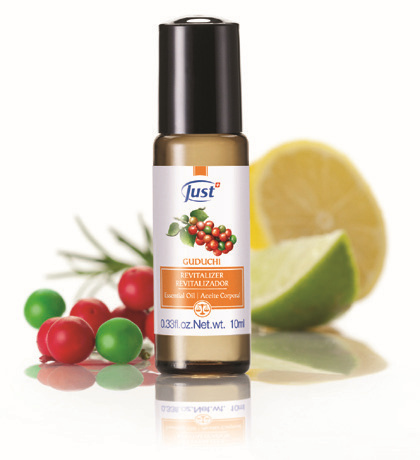 Just
GUDUCHI
REVITALIZER
REVITALIZADOR
Essential Oil | Aceite Corporal
0.33fl.oz.Net.wt. 10ml